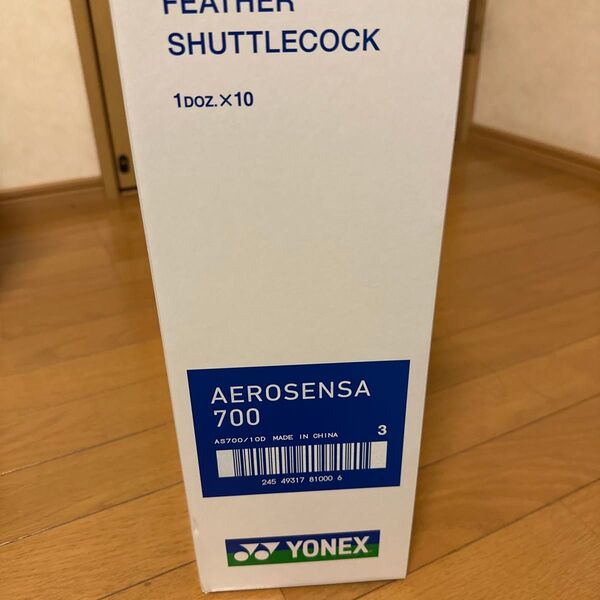 FEATHER
SHUTTLECOCK
1DOZ.×10
AEROSENSA
700
AS700/10D MADE IN CHINA
3
245 49317 81000 6
YONEX